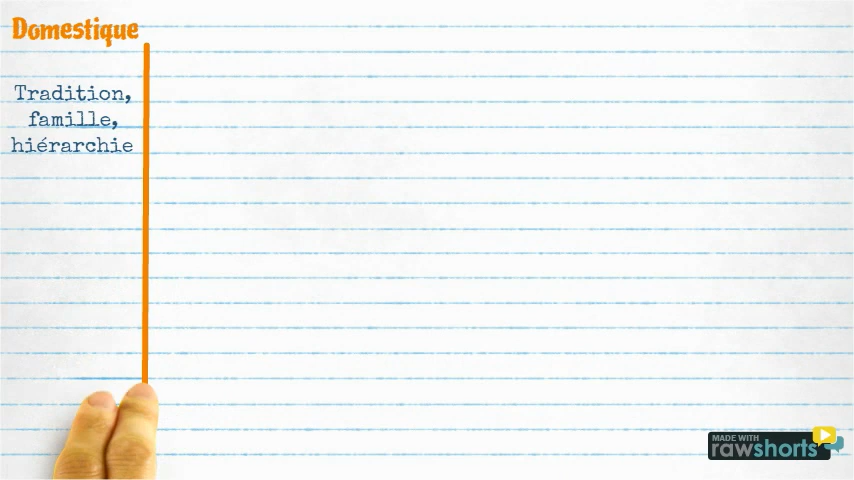 Domestique
Tradition,
famille,
hiérarchie
MADE WITH
rawshorts